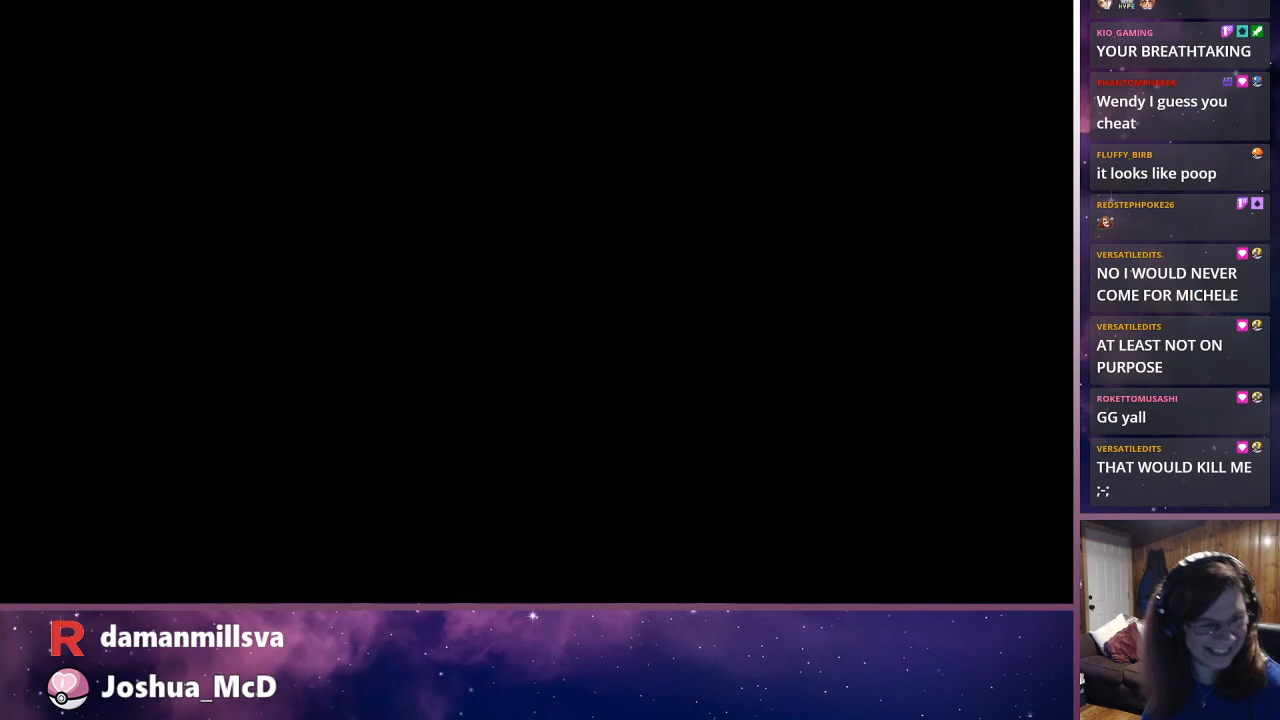 KIO_GAMING
YOUR BREATHTAKING
PHANTOMPHEREK
Wendy I guess you
cheat
FLUFFY_BIRB
it looks like poop
REDSTEPHPOKE26
VERSATILEDITS
NO I WOULD NEVER
COME FOR MICHELE
VERSATILEDITS
AT LEAST NOT ON
PURPOSE
ROKETTOMUSASHI
GG yall
VERSATILEDITS
THAT WOULD KILL ME
;-;
R damanmillsva
Joshua_McD